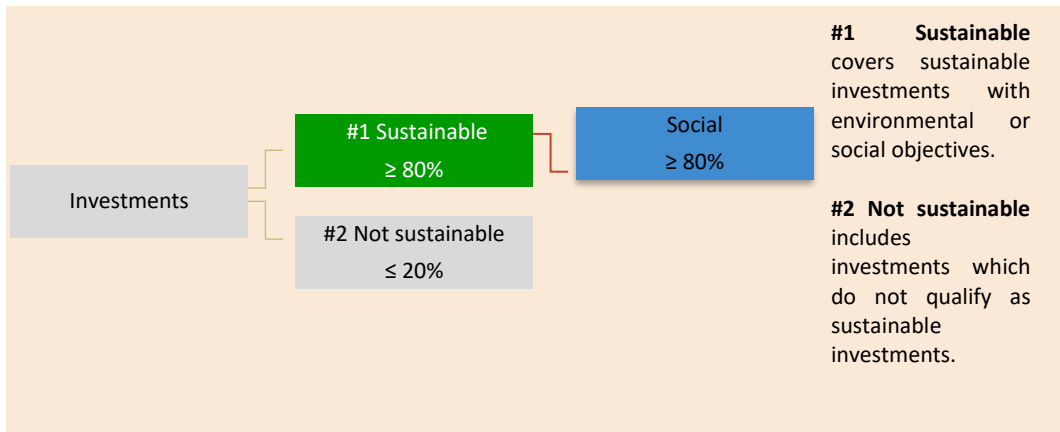 Investments
#1 Sustainable
≥ 80%
#2 Not sustainable
≤ 20%
Social
≥ 80%
#1 Sustainable
covers sustainable
investments with
environmental or
social objectives.
#2 Not sustainable
includes
investments which
do not qualify as
sustainable
investments.